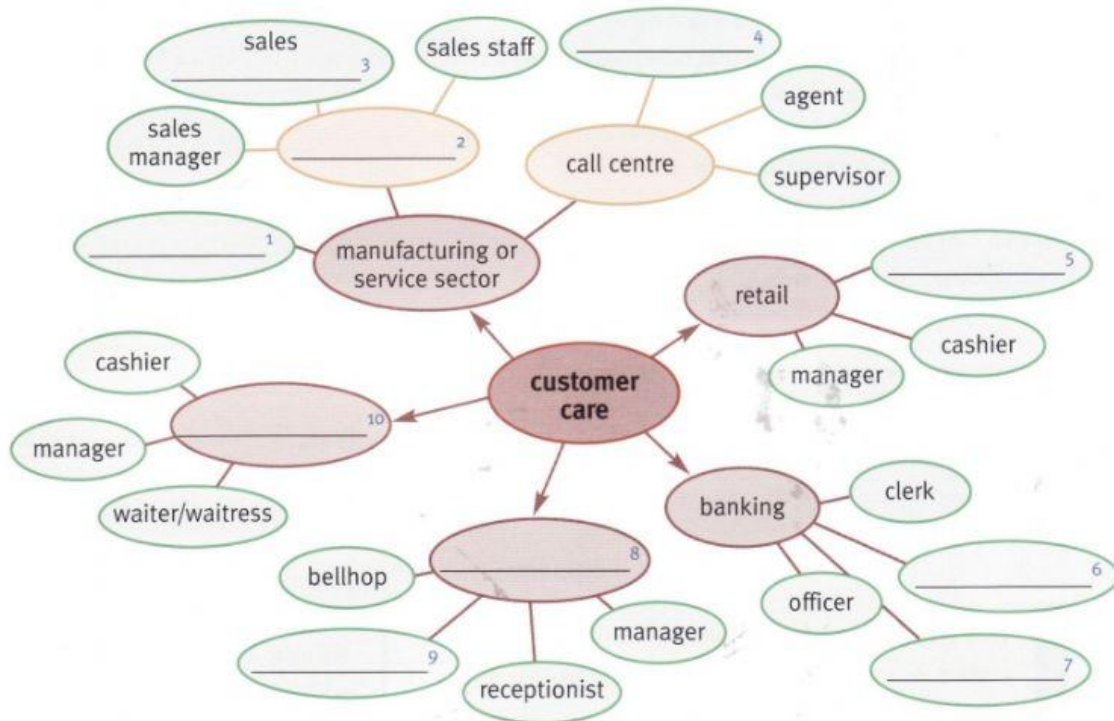 sales
3
sales staff
4
agent
sales
manager
2
call centre
supervisor
1
manufacturing or
service sector
5
retail
cashier
manager
cashier
customer
care
10
manager
waiter/waitress
clerk
banking
6
officer
7
8
bellhop
manager
9
receptionist